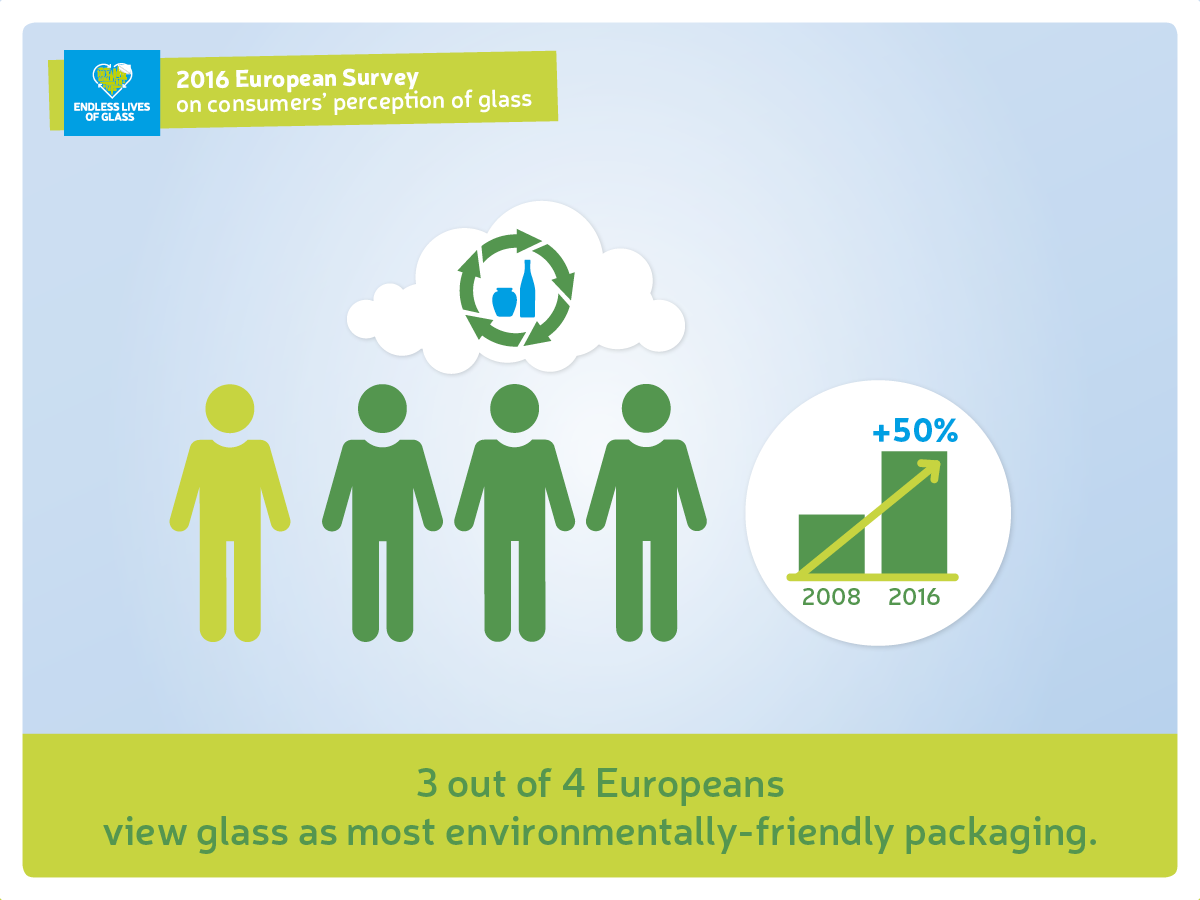 ENDLESS LIVES
OF GLASS
2016 European Survey
on consumers’ perception of glass
+50%
2008 2016
3 out of 4 Europeans
view glass as most environmentally-friendly packaging.